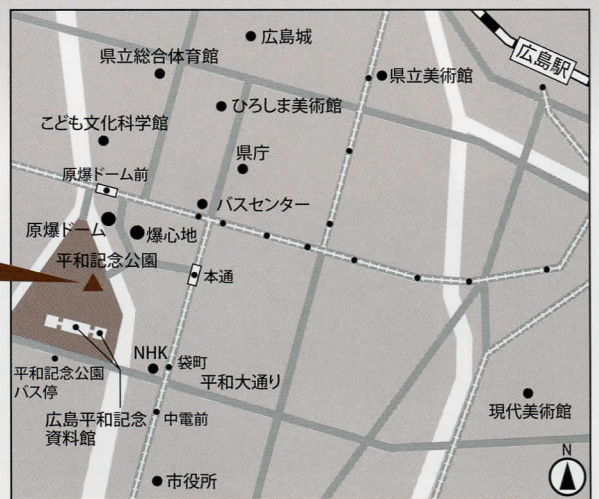 広島城
広島駅
県立総合体育館
県立美術館
ひろしま美術館
こども文化科学館
県庁
原爆ドーム前
バスセンター
原爆ドーム
爆心地
平和記念公園
本通
NHK
袋町
平和記念公園
バス停
平和大通り
広島平和記念
資料館
中電前
現代美術館
市役所
N